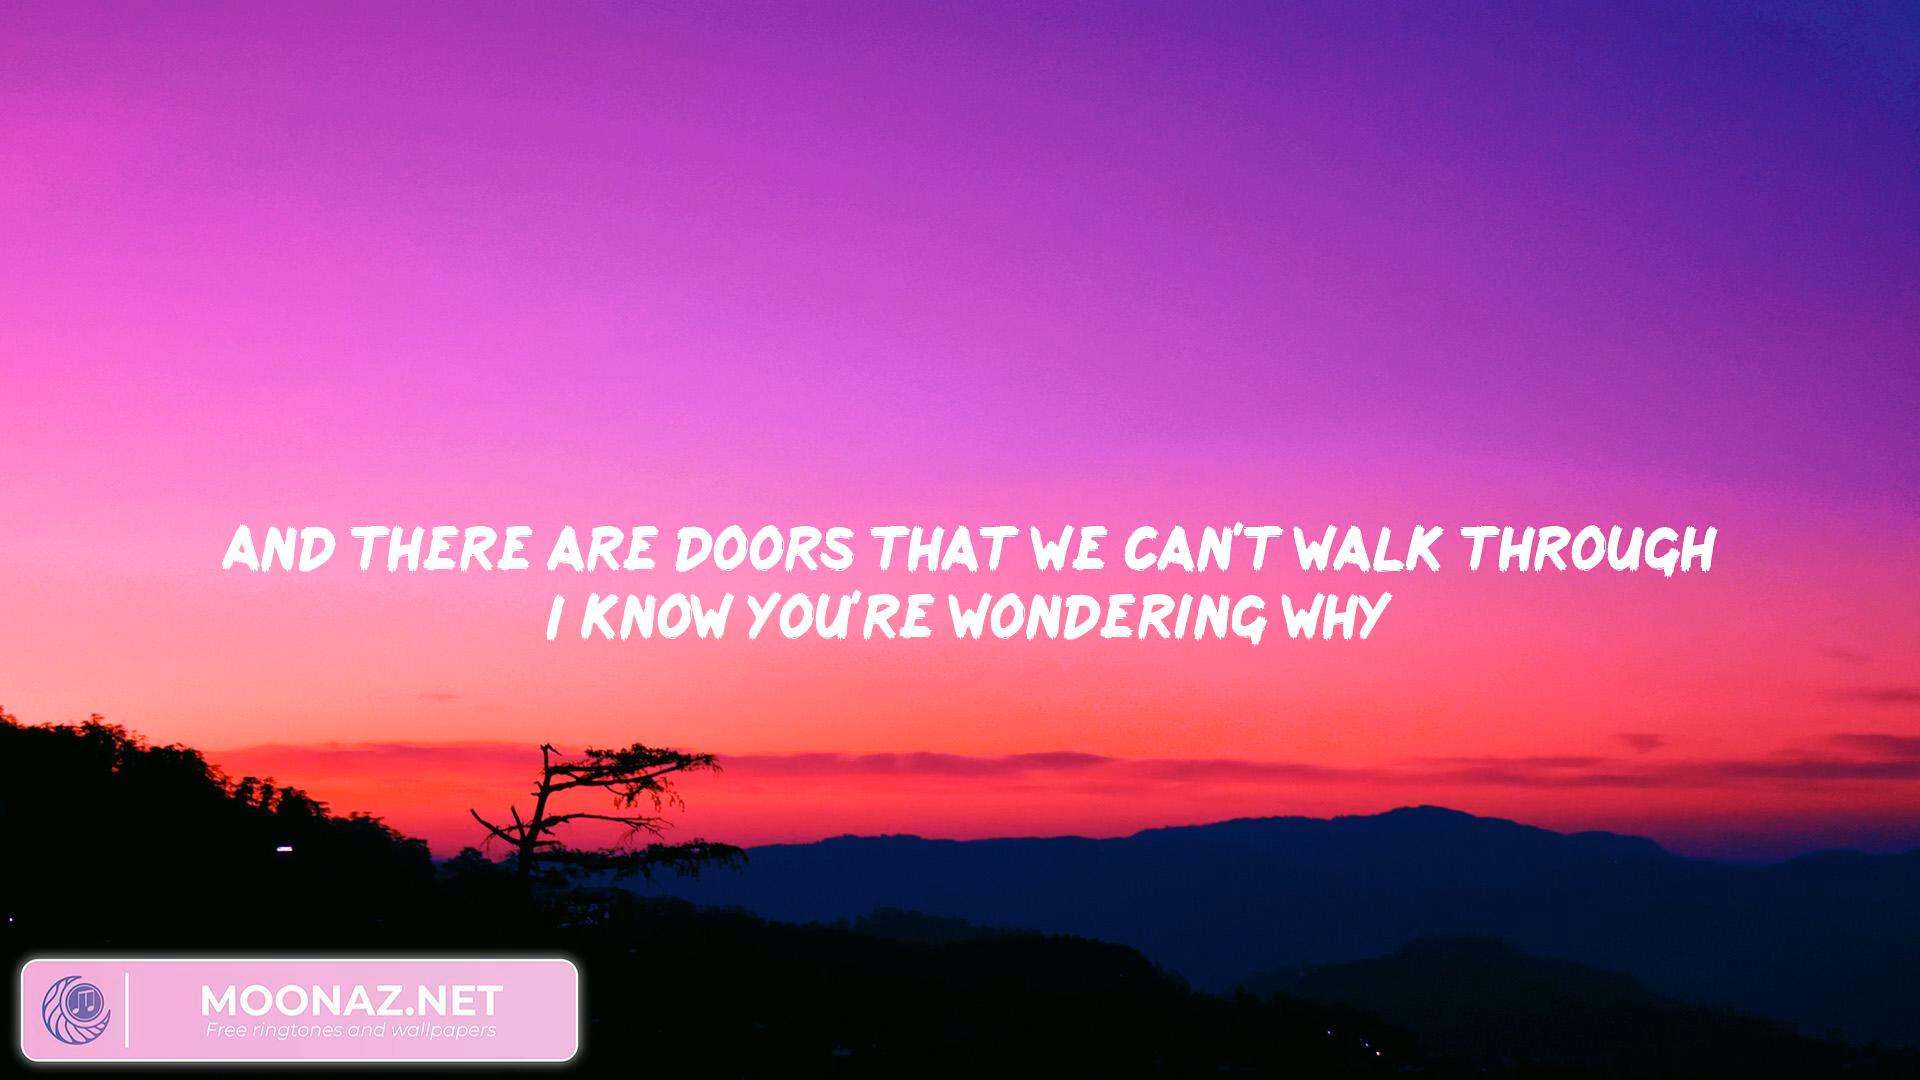 AND THERE ARE DOORS THAT WE CAN'T WALK THROUGH
I KNOW YOU'RE WONDERING WHY
MOONAZ.NET
Free ringtones and wallpapers